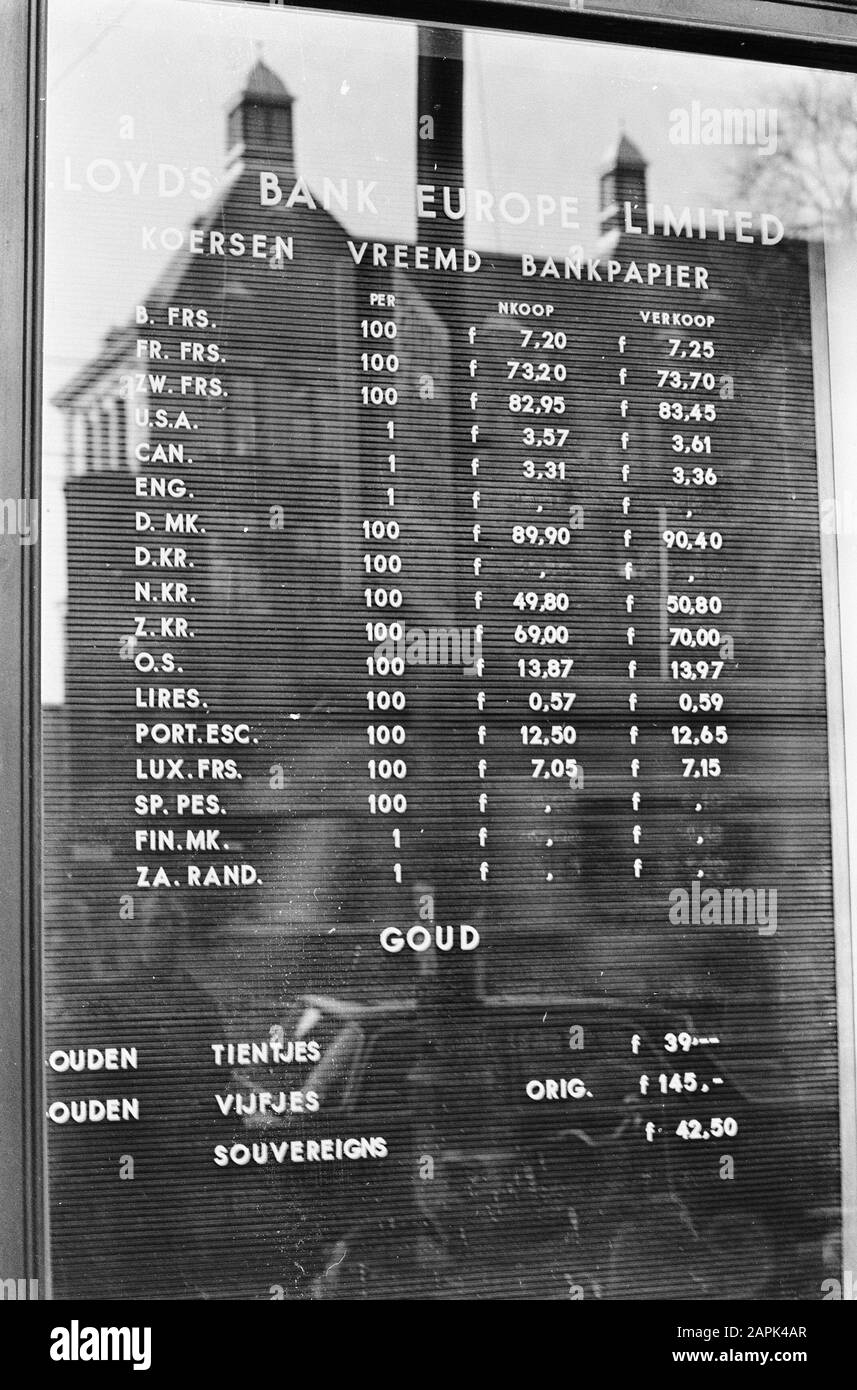 LOYDS BANK EUROPE LIMITED
KOERSEN VREEMD BANKPAPIER
PER NKOOP VERKOOP
B. FRS. 100 f 7,20 f 7,25
FR. FRS. 100 f 73,20 f 73,70
ZW. FRS. 100 f 82,95 f 83,45
U.S.A. 1 f 3,57 f 3,61
CAN. 1 f 3,31 f 3,36
ENG. 1 f , f ,
D. MK. 100 f 89,90 f 90,40
D.KR. 100 f , f ,
N.KR. 100 f 49,80 f 50,80
Z.KR. 100 f 69,00 f 70,00
O.S. 100 f 13,87 f 13,97
LIRES. 100 f 0,57 f 0,59
PORT.ESC. 100 f 12,50 f 12,65
LUX.FRS. 100 f 7,05 f 7,15
SP. PES. 100 f , f ,
FIN.MK. 1 f , f ,
ZA. RAND. 1 f , f ,
GOUD
OUDEN TIENTJES f 39,--
OUDEN VIJFJES ORIG. f 145,-
SOUVEREIGNS f 42,50
alamy
Image ID: 2APK4AR
www.alamy.com